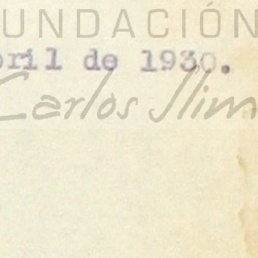 UNDACIÓN
bril de 1930.
Carlos Slim